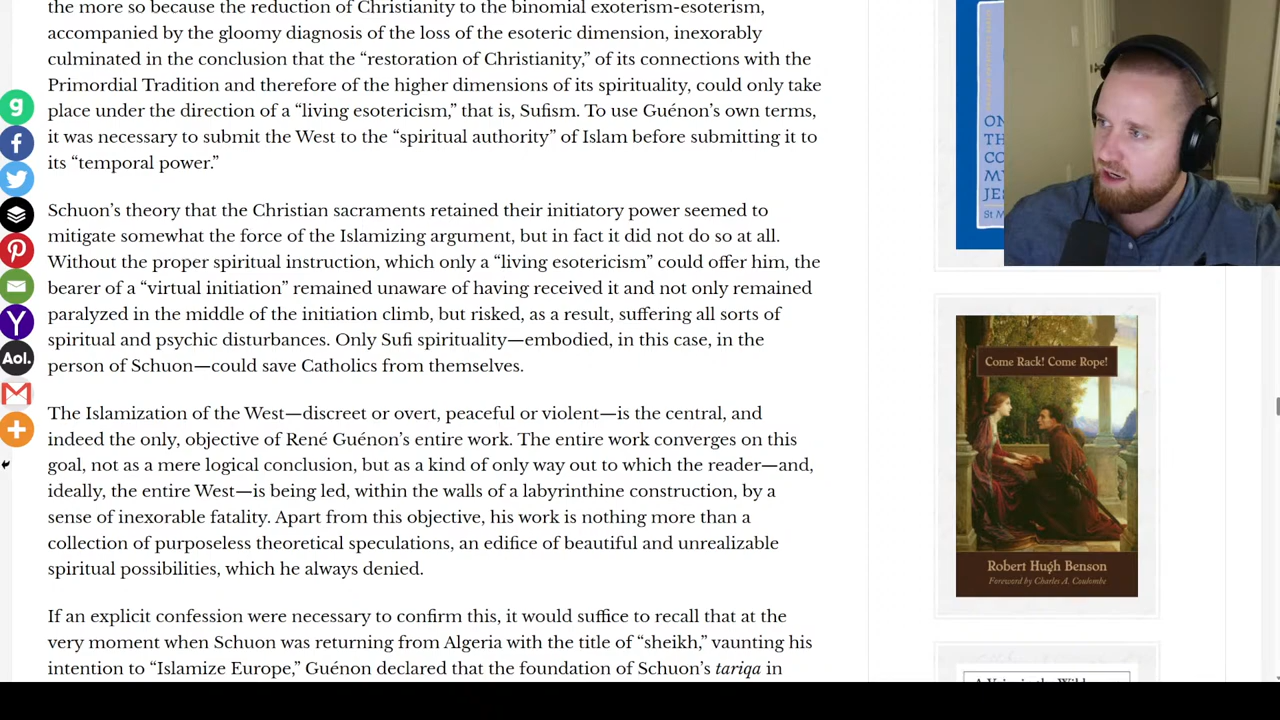 the more so because the reduction of Christianity to the binomial exoterism-esoterism,
accompanied by the gloomy diagnosis of the loss of the esoteric dimension, inexorably
culminated in the conclusion that the “restoration of Christianity,” of its connections with the
Primordial Tradition and therefore of the higher dimensions of its spirituality, could only take
place under the direction of a “living esotericism,” that is, Sufism. To use Guénon’s own terms,
it was necessary to submit the West to the “spiritual authority” of Islam before submitting it to
its “temporal power.”
Schuon’s theory that the Christian sacraments retained their initiatory power seemed to
mitigate somewhat the force of the Islamizing argument, but in fact it did not do so at all.
Without the proper spiritual instruction, which only a “living esotericism” could offer him, the
bearer of a “virtual initiation” remained unaware of having received it and not only remained
paralyzed in the middle of the initiation climb, but risked, as a result, suffering all sorts of
spiritual and psychic disturbances. Only Sufi spirituality—embodied, in this case, in the
person of Schuon—could save Catholics from themselves.
The Islamization of the West—discreet or overt, peaceful or violent—is the central, and
indeed the only, objective of René Guénon’s entire work. The entire work converges on this
goal, not as a mere logical conclusion, but as a kind of only way out to which the reader—and,
ideally, the entire West—is being led, within the walls of a labyrinthine construction, by a
sense of inexorable fatality. Apart from this objective, his work is nothing more than a
collection of purposeless theoretical speculations, an edifice of beautiful and unrealizable
spiritual possibilities, which he always denied.
If an explicit confession were necessary to confirm this, it would suffice to recall that at the
very moment when Schuon was returning from Algeria with the title of “sheikh,” vaunting his
intention to “Islamize Europe,” Guénon declared that the foundation of Schuon’s tariqa in
g
f
Y
Aol.
ON
TH
CO
MY
JES
St M
Come Rack! Come Rope!
Robert Hugh Benson
Foreword by Charles A. Coulombe